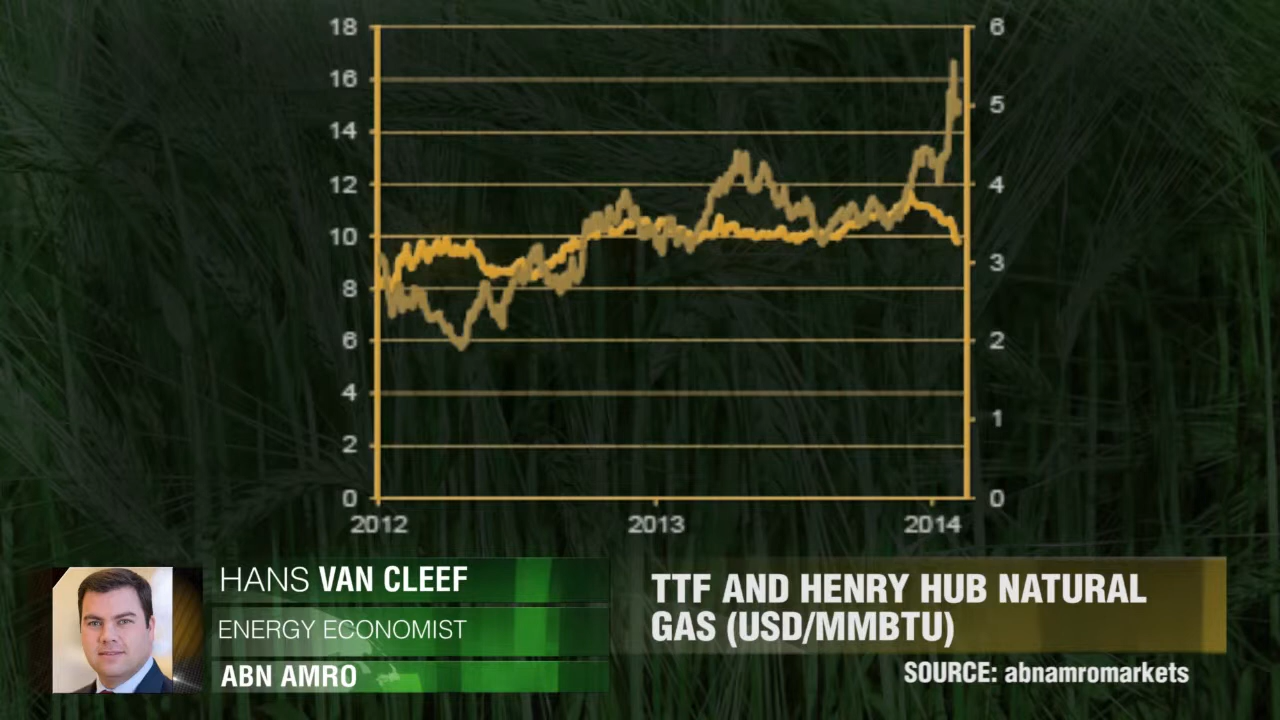 18
16
14
12
10
8
6
4
2
0
6
5
4
3
2
1
0
2012 2013 2014
HANS VAN CLEEF
ENERGY ECONOMIST
ABN AMRO
TTF AND HENRY HUB NATURAL
GAS (USD/MMBTU)
SOURCE: abnamromarkets